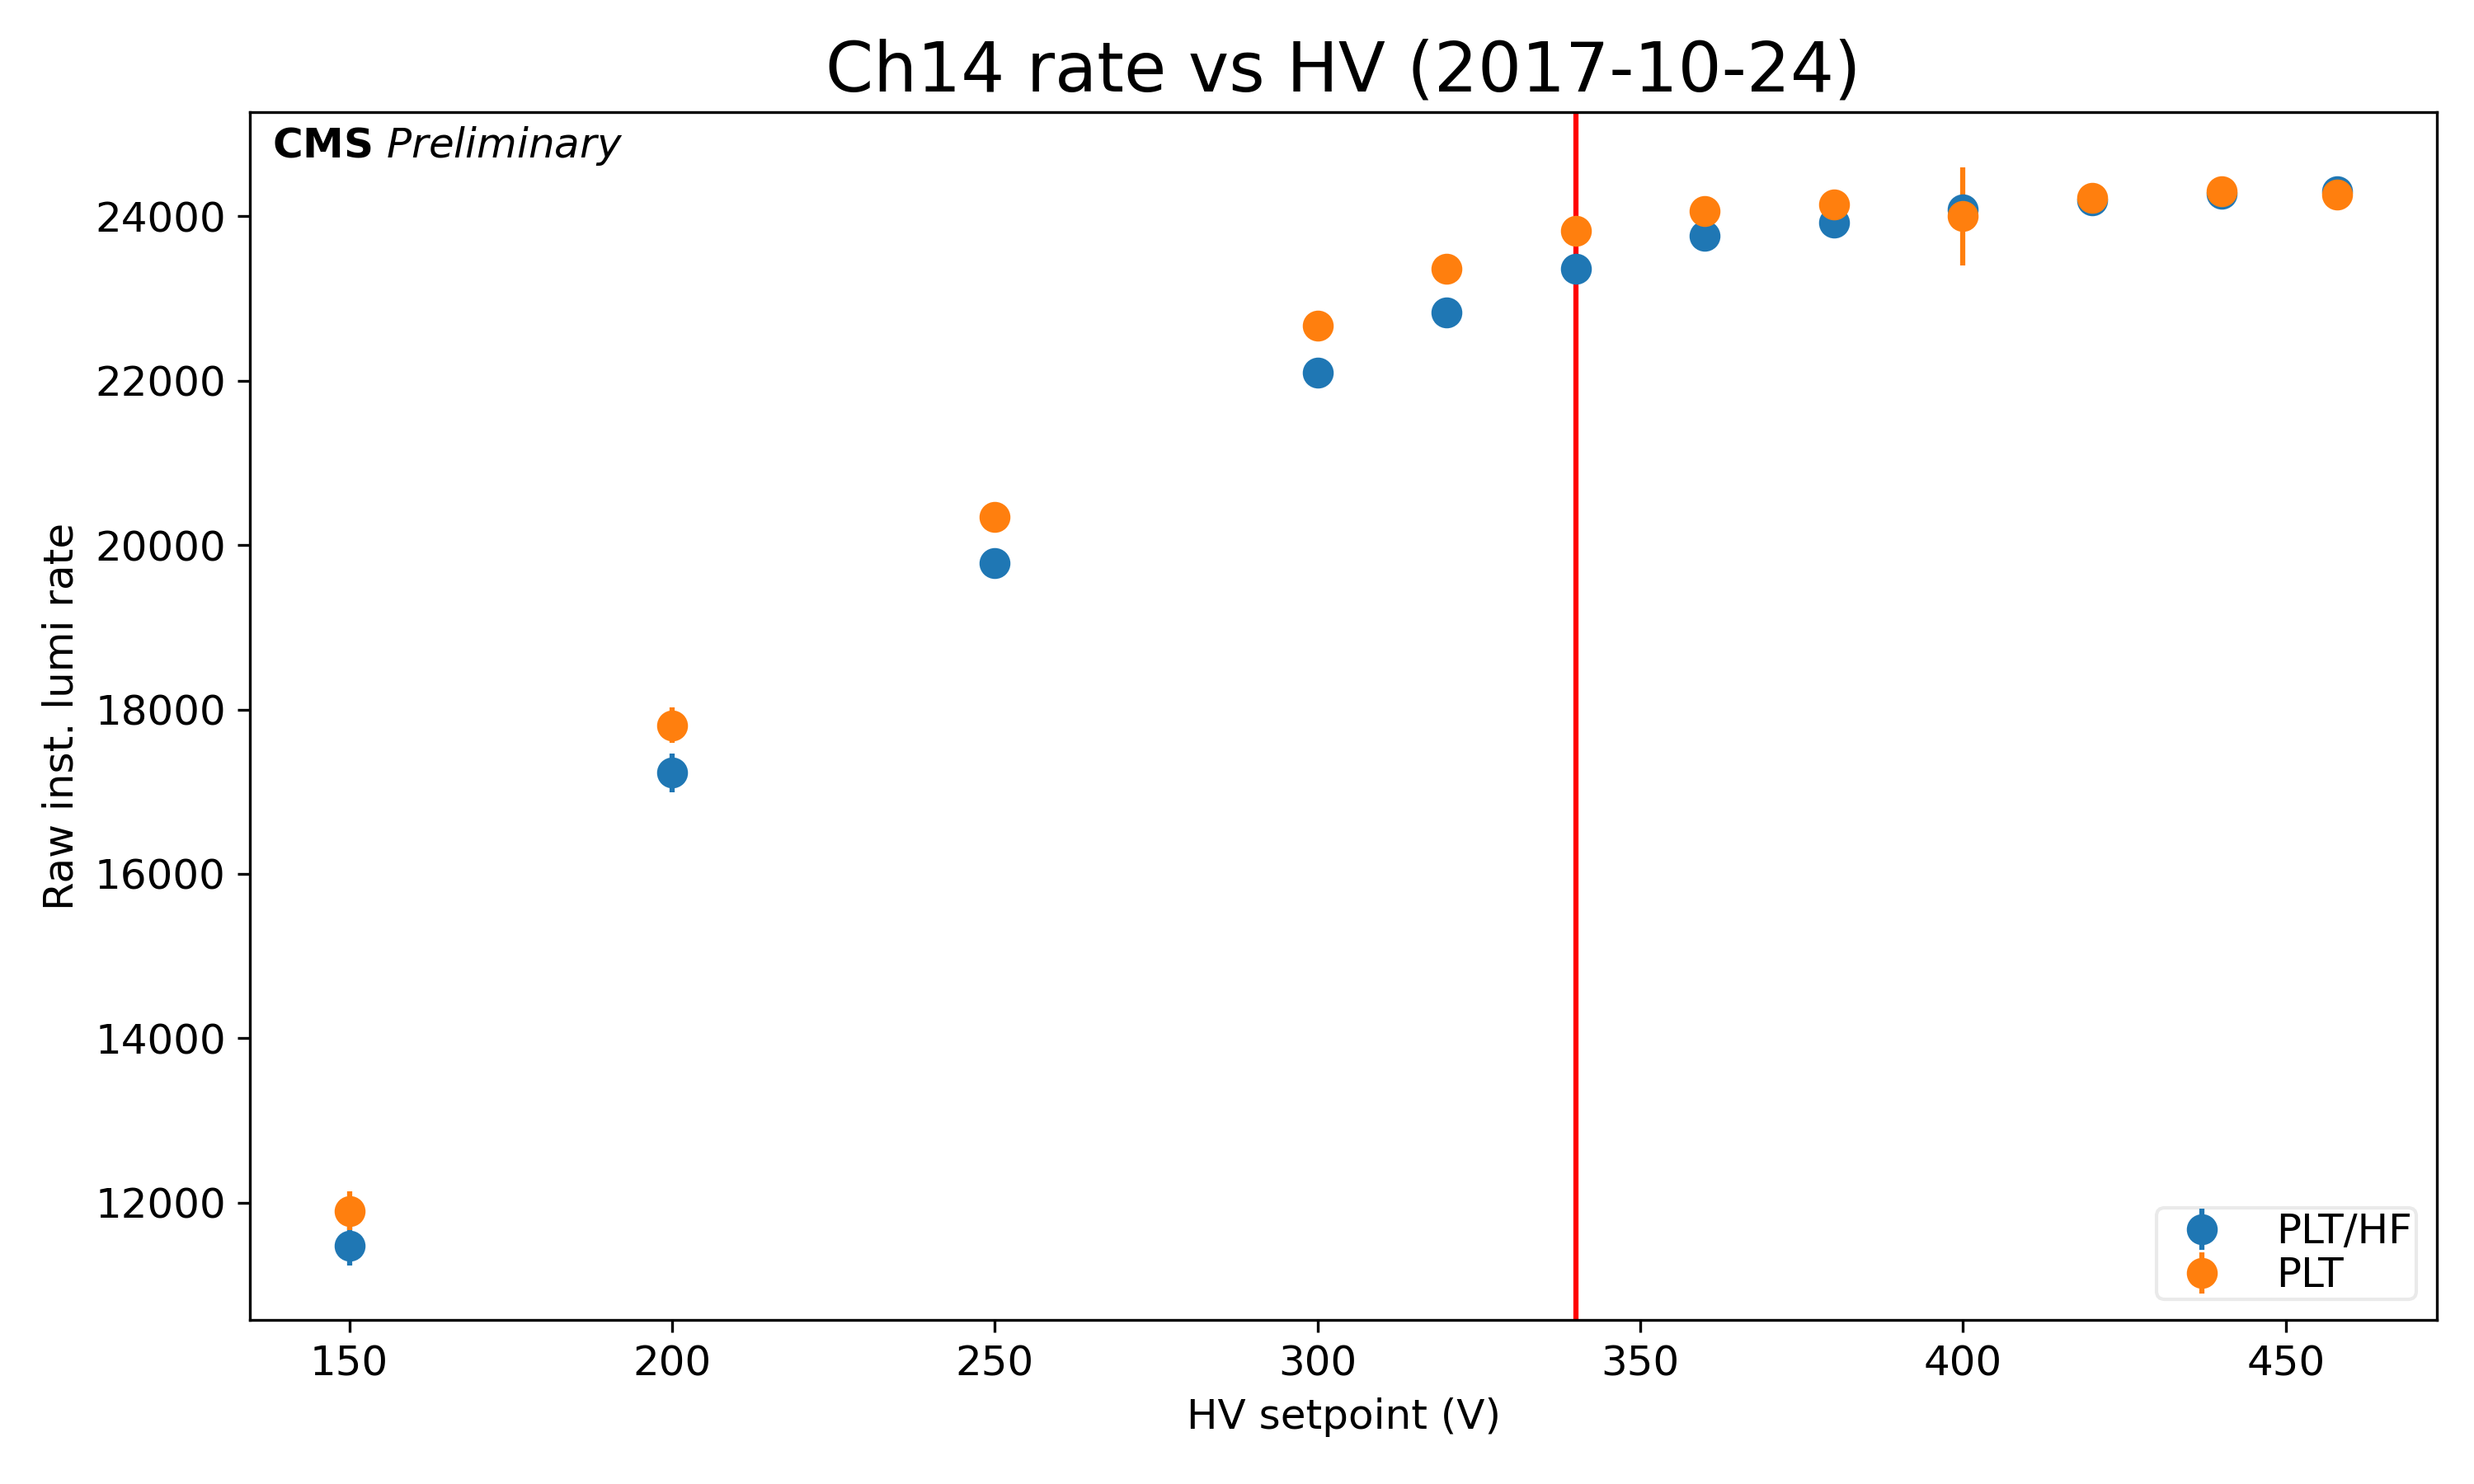 Ch14 rate vs HV (2017-10-24)
CMS Preliminary
24000
22000
20000
18000
16000
14000
12000
Raw inst. lumi rate
PLT/HF
PLT
150 200 250 300 350 400 450
HV setpoint (V)